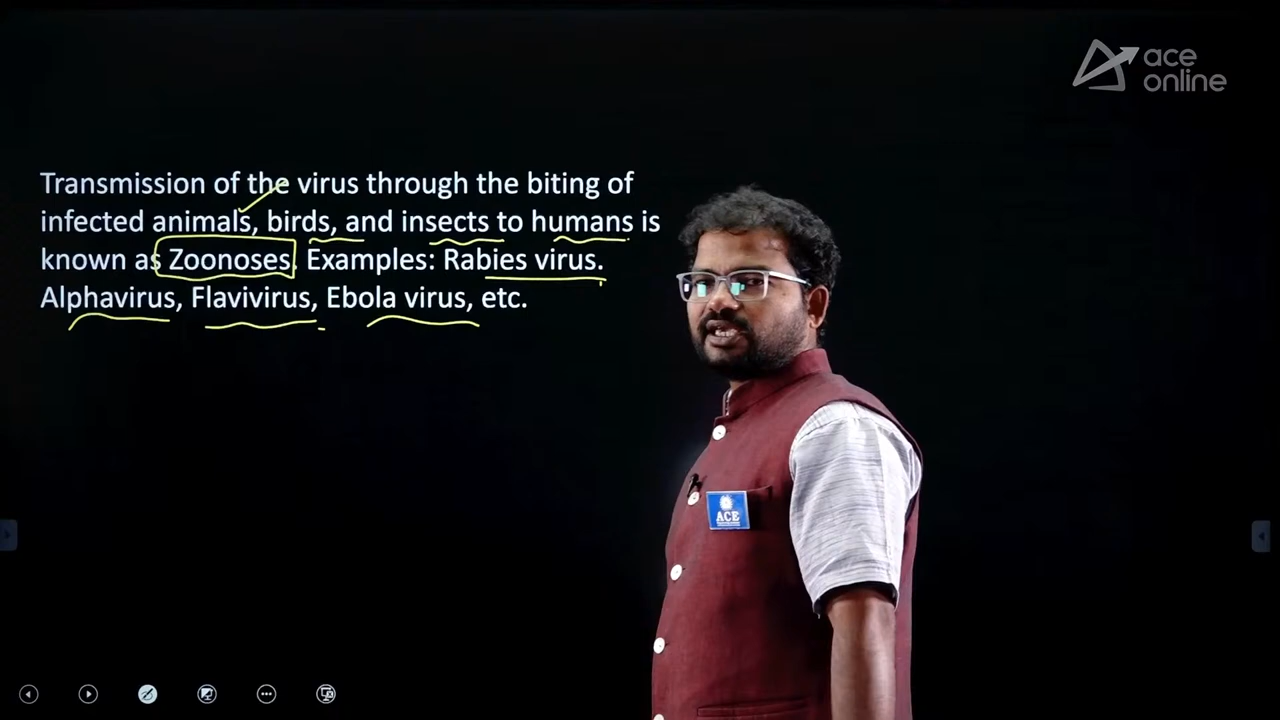 ace
online
Transmission of the virus through the biting of
infected animals, birds, and insects to humans is
known as Zoonoses. Examples: Rabies virus.
Alphavirus, Flavivirus, Ebola virus, etc.
ACE